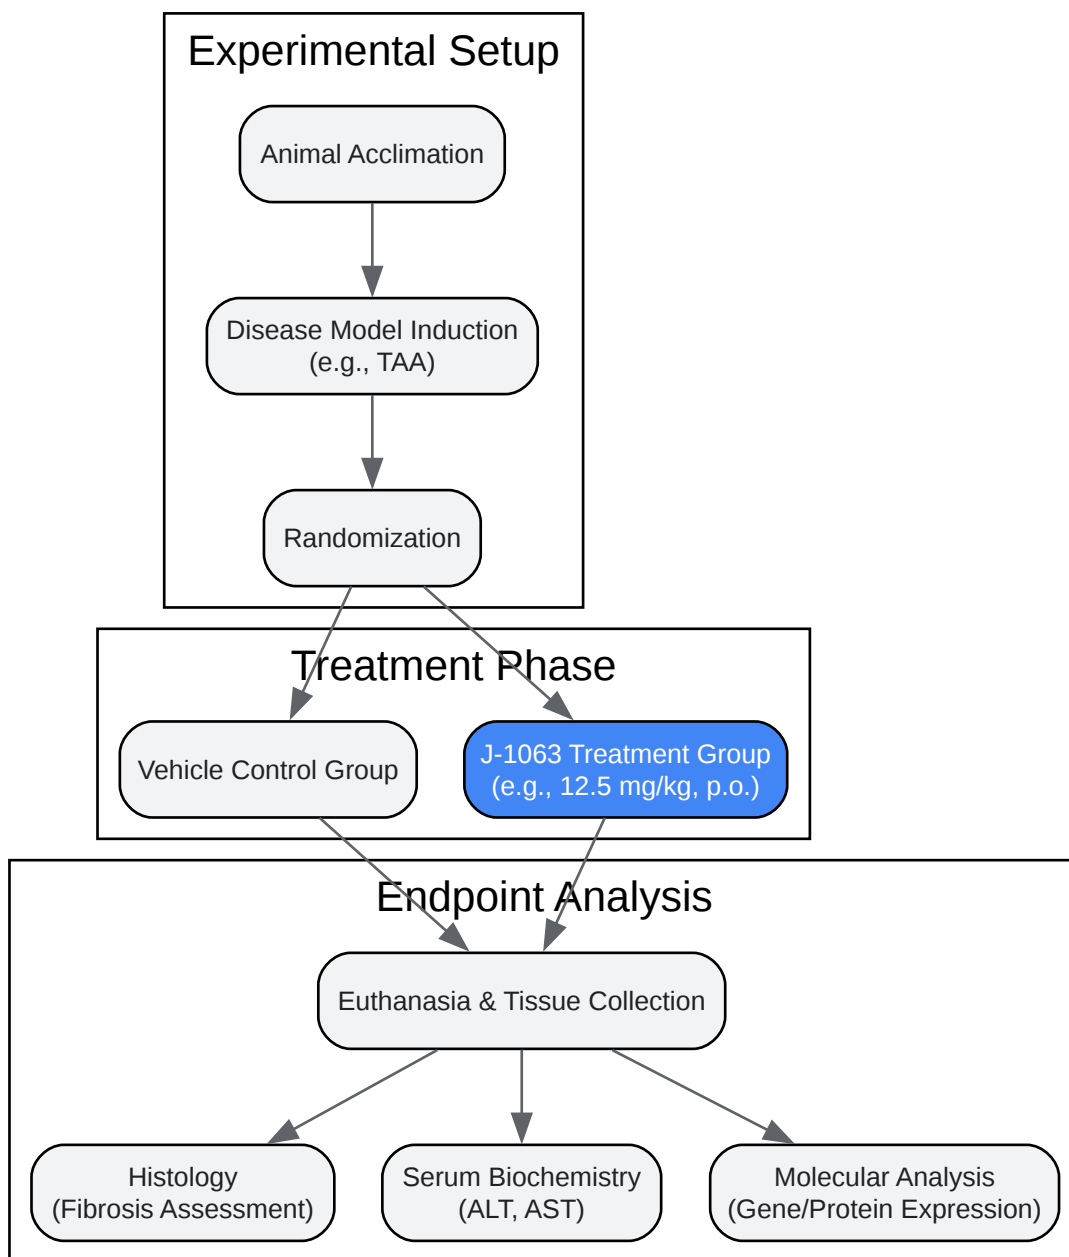 Experimental Setup
Animal Acclimation
Disease Model Induction
(e.g., TAA)
Randomization
Treatment Phase
Vehicle Control Group
J-1063 Treatment Group
(e.g., 12.5 mg/kg, p.o.)
Endpoint Analysis
Euthanasia & Tissue Collection
Histology
(Fibrosis Assessment)
Serum Biochemistry
(ALT, AST)
Molecular Analysis
(Gene/Protein Expression)